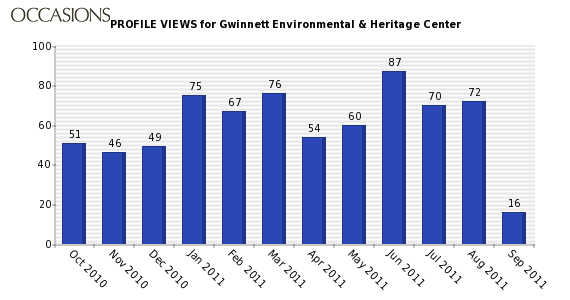 OCCASIONS
PROFILE VIEWS for Gwinnett Environmental & Heritage Center
100
80
60
40
20
0
51
46
49
75
67
76
54
60
87
70
72
16
Oct 2010
Nov 2010
Dec 2010
Jan 2011
Feb 2011
Mar 2011
Apr 2011
May 2011
Jun 2011
Jul 2011
Aug 2011
Sep 2011